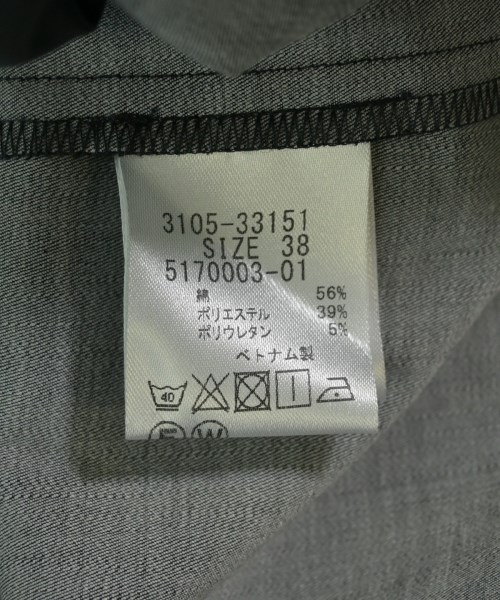 3105-33151
SIZE 38
5170003-01
綿 56%
ポリエステル 39%
ポリウレタン 5%
ベトナム製
40
W